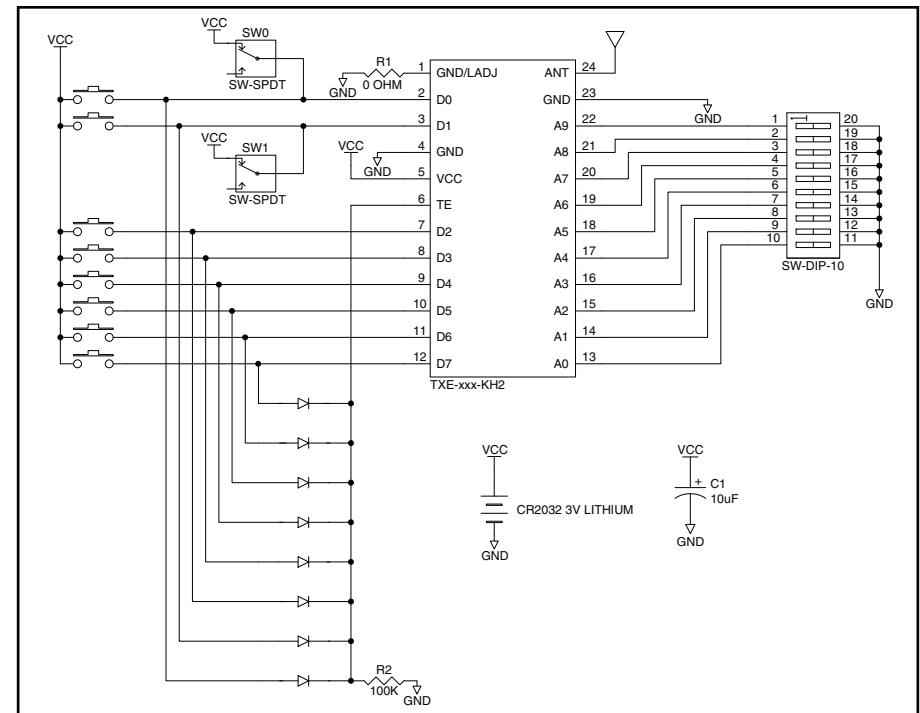 VCC
VCC
SW0
SW-SPDT
R1
0 OHM
GND
VCC
SW1
SW-SPDT
VCC
GND
1 GND/LADJ
2 D0
3 D1
4 GND
5 VCC
6 TE
7 D2
8 D3
9 D4
10 D5
11 D6
12 D7
ANT 24
GND 23
A9 22
A8 21
A7 20
A6 19
A5 18
A4 17
A3 16
A2 15
A1 14
A0 13
TXE-xxx-KH2
GND
1 20
2 19
3 18
4 17
5 16
6 15
7 14
8 13
9 12
10 11
SW-DIP-10
GND
VCC
CR2032 3V LITHIUM
GND
VCC
+ C1
10uF
GND
R2
100K
GND